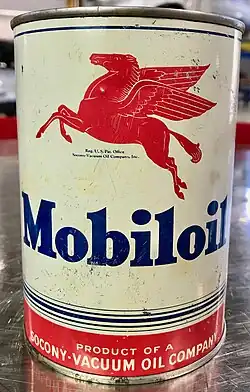 Reg. U.S. Pat. Office
Socony-Vacuum Oil Company, Inc.
Mobiloil
PRODUCT OF A
SOCONY-VACUUM OIL COMPANY